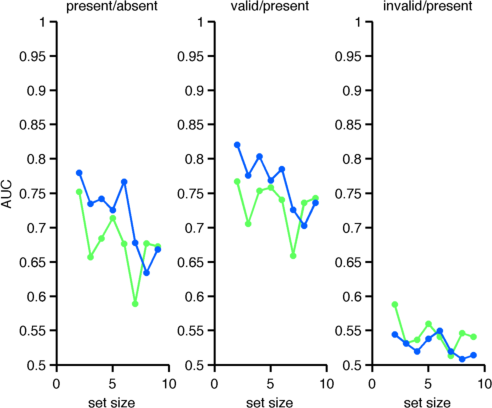 present/absent valid/present invalid/present
1 1 1
0.95 0.95 0.95
0.9 0.9 0.9
0.85 0.85 0.85
0.8 0.8 0.8
0.75 0.75 0.75
AUC
0.7 0.7 0.7
0.65 0.65 0.65
0.6 0.6 0.6
0.55 0.55 0.55
0.5 0.5 0.5
0 5 10 0 5 10 0 5 10
set size set size set size